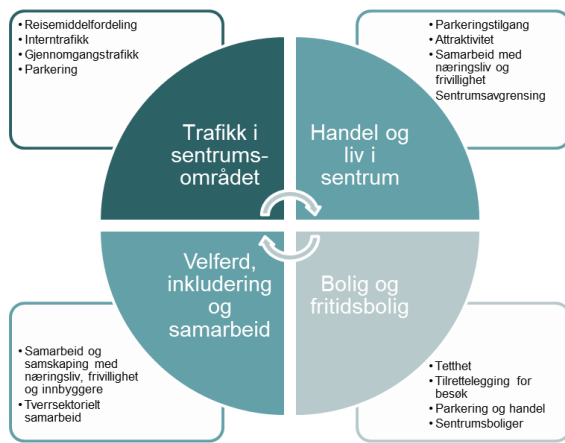 • Reisemiddelfordeling
• Interntrafikk
• Gjennomgangstrafikk
• Parkering
• Parkeringstilgang
• Attraktivitet
• Samarbeid med
næringsliv og
frivillighet
Sentrumsavgrensing
Trafikk i
sentrums-
området
Handel og
liv i
sentrum
Velferd,
inkludering
og
samarbeid
Bolig og
fritidsbolig
• Samarbeid og
samskaping med
næringsliv, frivillighet
og innbyggere
• Tverrsektorielt
samarbeid
• Tetthet
• Tilrettelegging for
besøk
• Parkering og handel
• Sentrumsboliger